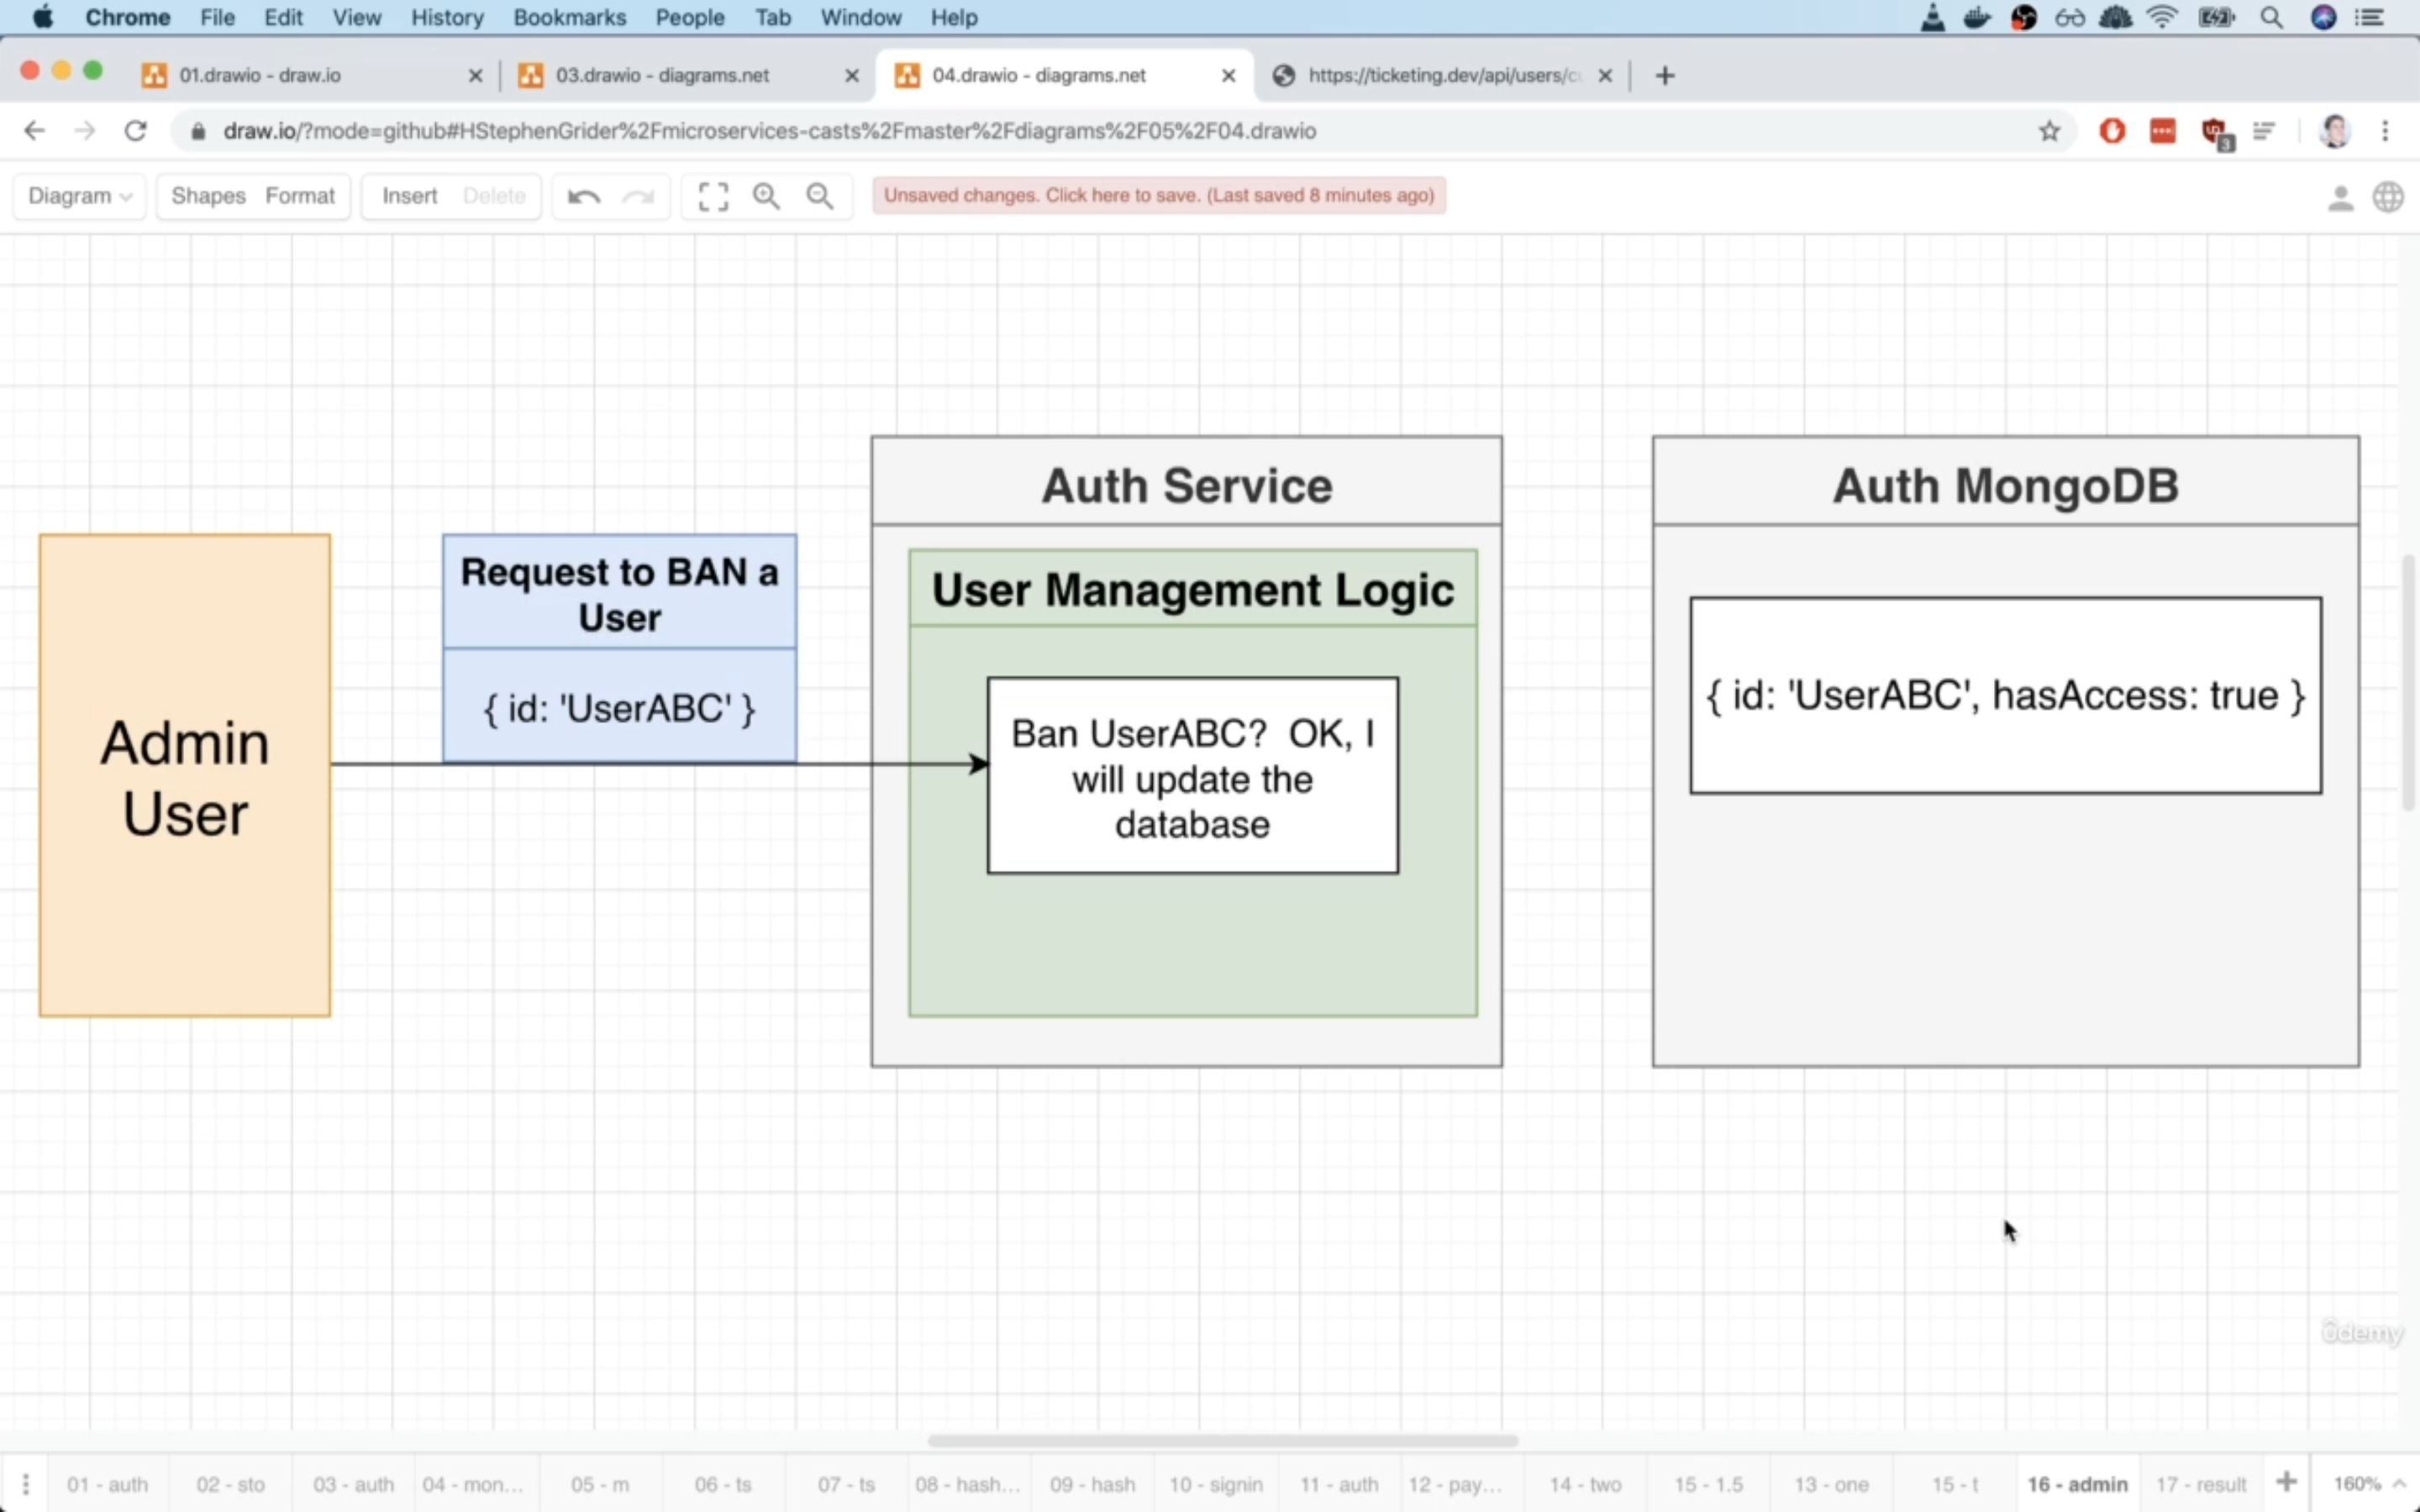 Chrome File Edit View History Bookmarks People Tab Window Help
01.drawio - draw.io
03.drawio - diagrams.net
04.drawio - diagrams.net
https://ticketing.dev/api/users/c
draw.io/?mode=github#HStephenGrider%2Fmicroservices-casts%2Fmaster%2Fdiagrams%2F05%2F04.drawio
3
Diagram Shapes Format Insert Delete
Unsaved changes. Click here to save. (Last saved 8 minutes ago)
Admin
User
Request to BAN a
User
{ id: 'UserABC' }
Auth Service
User Management Logic
Ban UserABC? OK, I
will update the
database
Auth MongoDB
{ id: 'UserABC', hasAccess: true }
ûdemy
01 - auth 02 - sto 03 - auth 04 - mon... 05 - m 06 - ts 07 - ts 08 - hash... 09 - hash 10 - signin 11 - auth 12 - pay... 14 - two 15 - 1.5 13 - one 15 - t 16 - admin 17 - result 160%